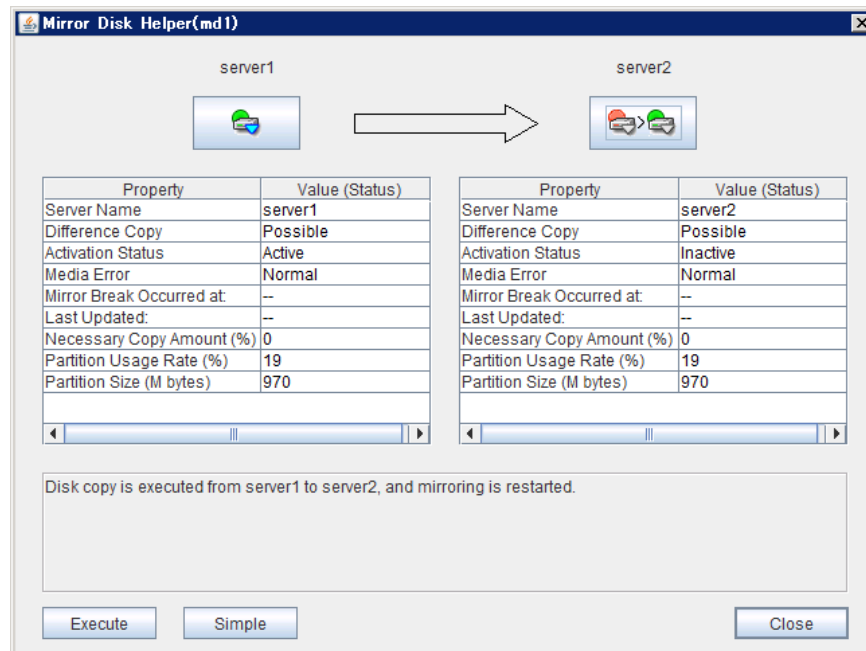 Mirror Disk Helper(md1)
server1 server2
Property Value (Status) Property Value (Status)
Server Name server1 Server Name server2
Difference Copy Possible Difference Copy Possible
Activation Status Active Activation Status Inactive
Media Error Normal Media Error Normal
Mirror Break Occurred at: -- Mirror Break Occurred at: --
Last Updated: -- Last Updated: --
Necessary Copy Amount (%) 0 Necessary Copy Amount (%) 0
Partition Usage Rate (%) 19 Partition Usage Rate (%) 19
Partition Size (M bytes) 970 Partition Size (M bytes) 970
Disk copy is executed from server1 to server2, and mirroring is restarted.
Execute Simple Close